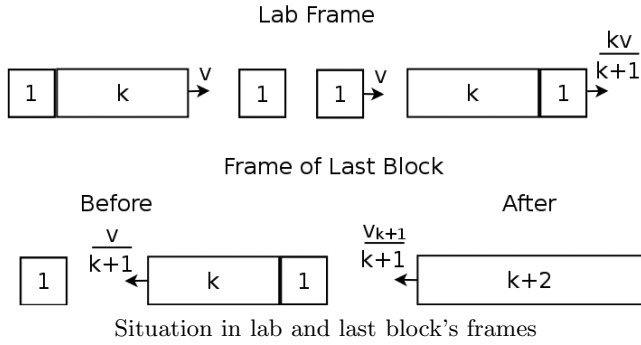 Lab Frame
1 k v 1 1 v k 1 kv/k+1
Frame of Last Block
Before After
1 v/k+1 k 1 v_{k+1}/k+1 k+2
Situation in lab and last block's frames